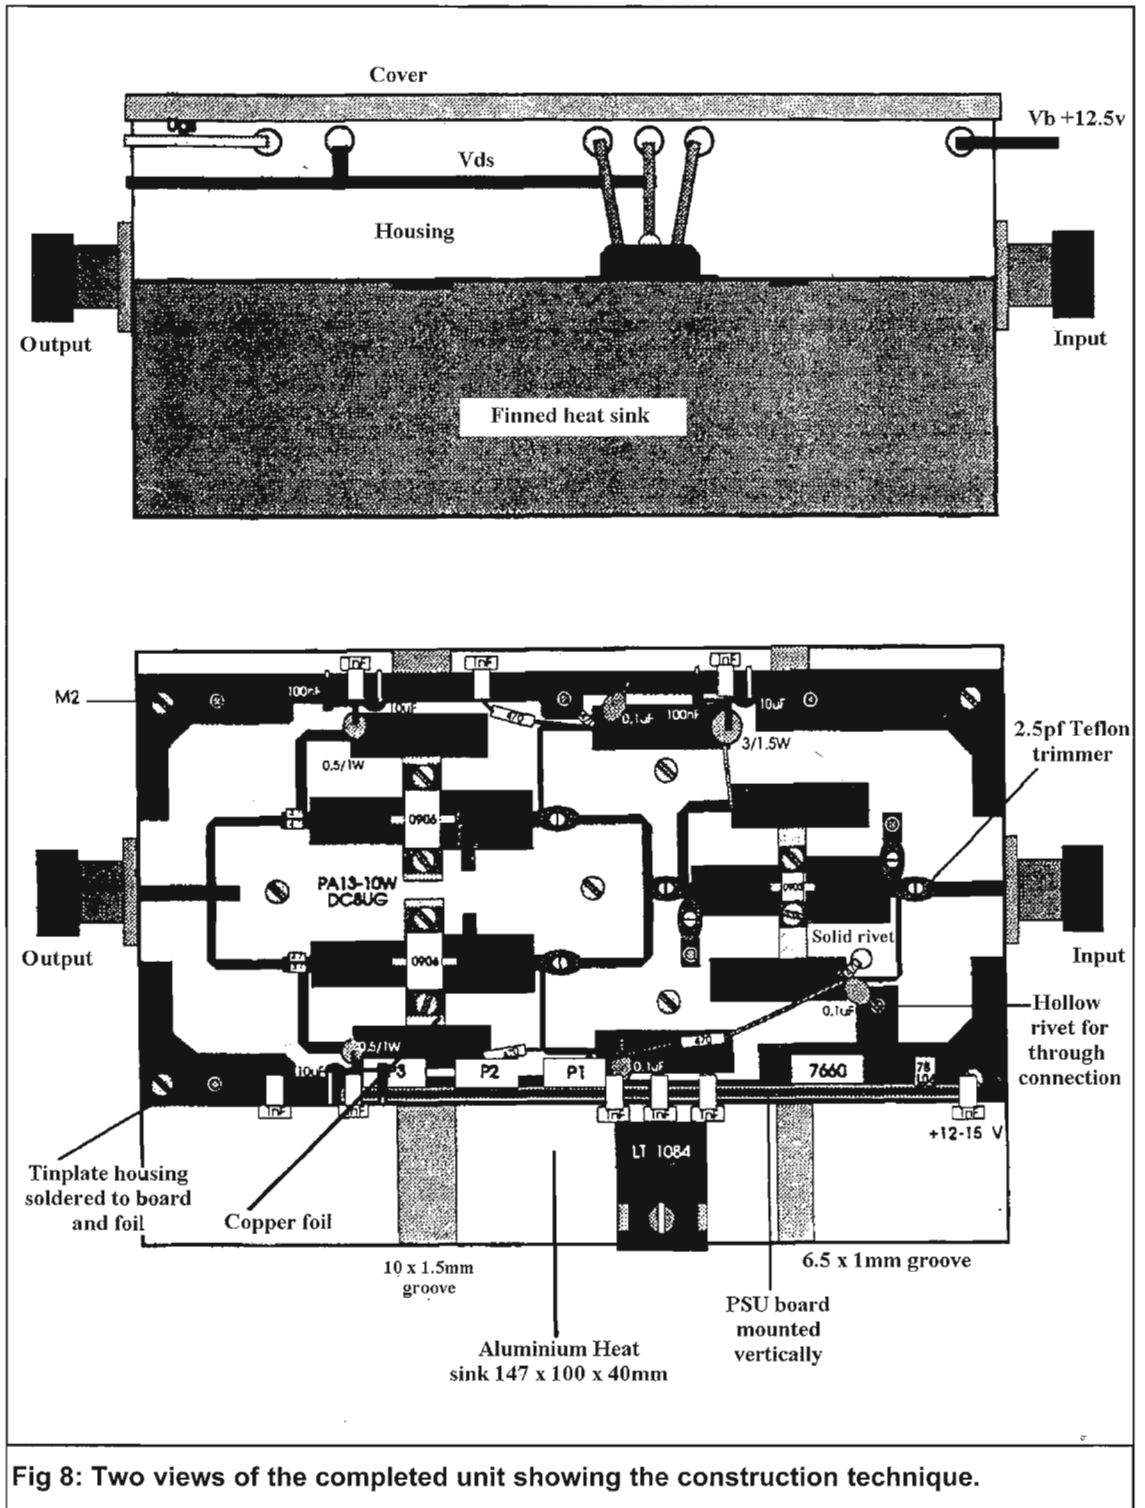 Cover
Vb +12.5v
Vds
Housing
Output
Input
Finned heat sink
1nF
1nF
1nF
M2
100nF
10uF
470
0.1uF
100nF
10uF
3/1.5W
2.5pf Teflon
trimmer
0.5/1W
0906
PA13-10W
DC8UG
0905
Solid rivet
Output
Input
0906
0.1uF
Hollow
rivet for
through
connection
0.5/1W
470
10uF
P3
P2
P1
0.1uF
7660
78
1nF
1nF
1nF
1nF
1nF
1nF
+12-15 V
LT 1084
Tinplate housing
soldered to board
and foil
Copper foil
10 x 1.5mm
groove
6.5 x 1mm groove
PSU board
mounted
vertically
Aluminium Heat
sink 147 x 100 x 40mm
Fig 8: Two views of the completed unit showing the construction technique.